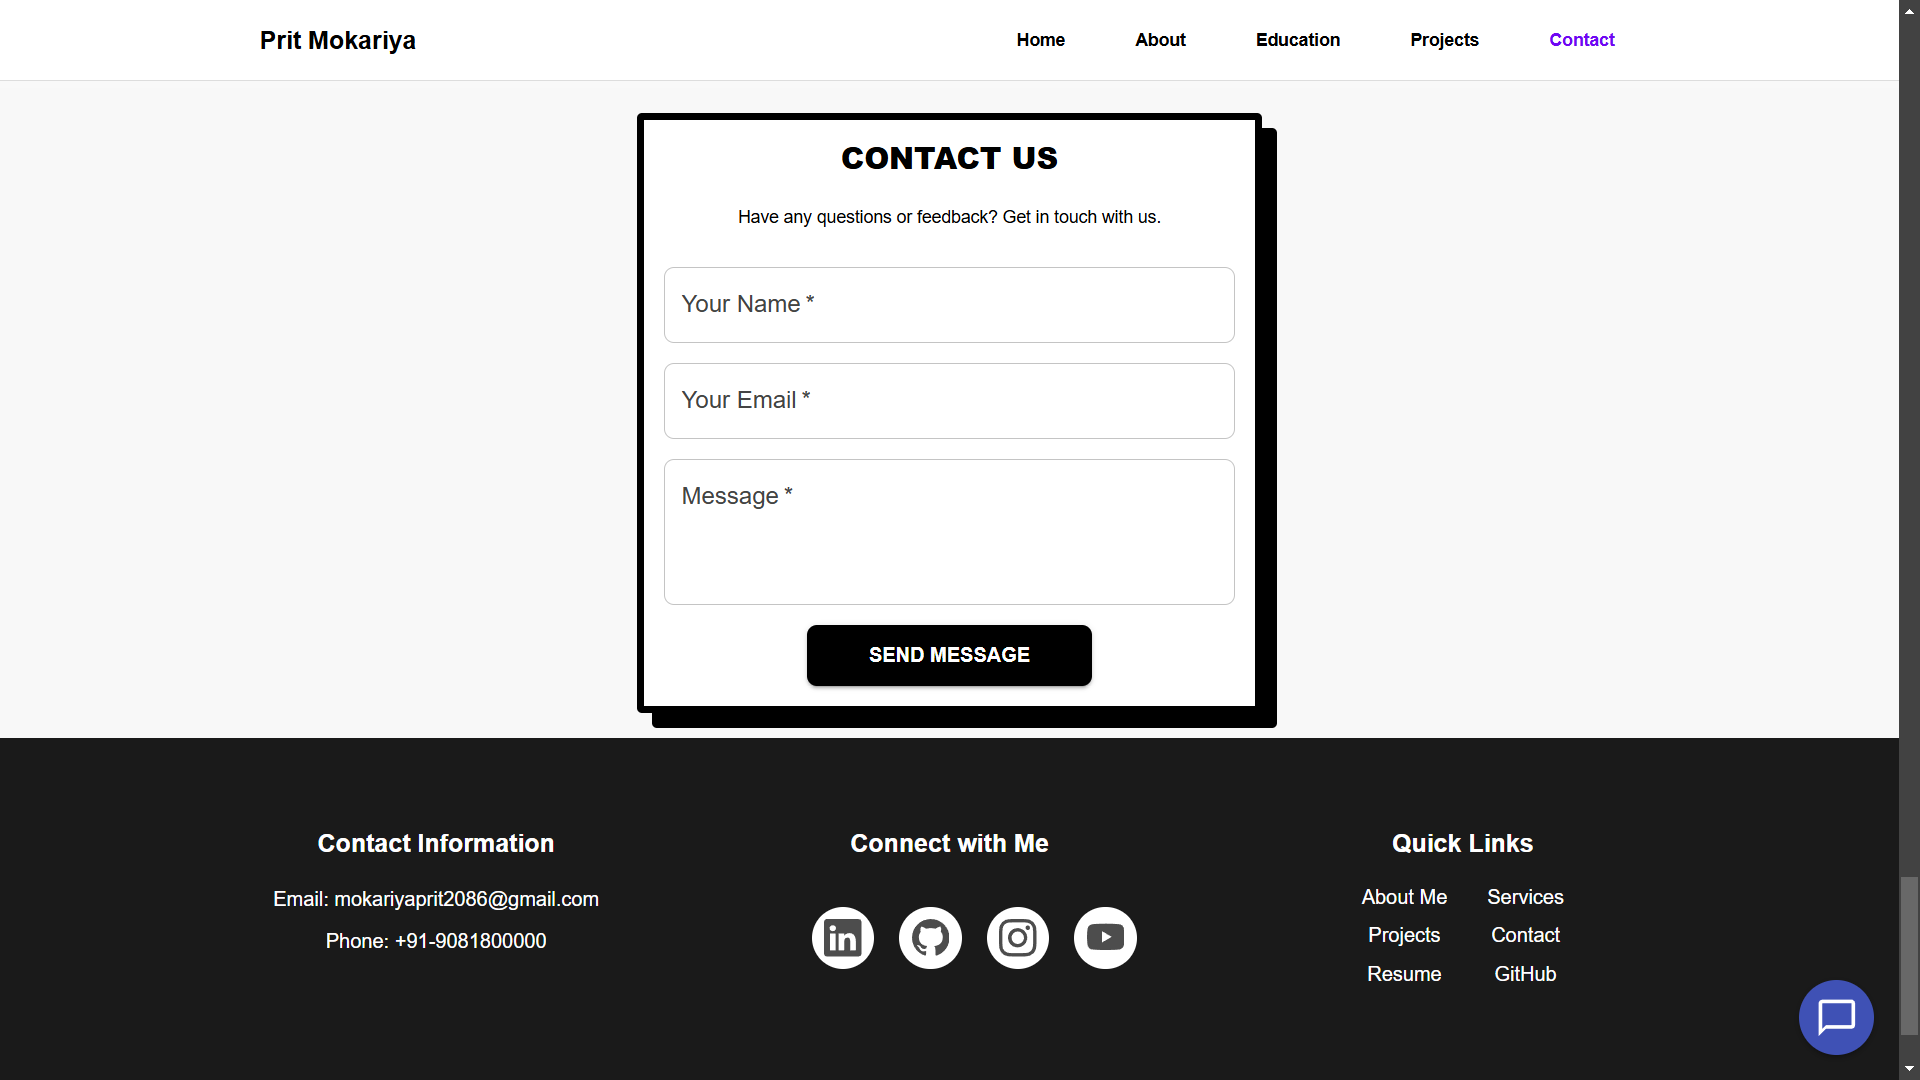 Prit Mokariya
Home About Education Projects Contact
CONTACT US
Have any questions or feedback? Get in touch with us.
Your Name *
Your Email *
Message *
SEND MESSAGE
Contact Information
Email: mokariyaprit2086@gmail.com
Phone: +91-9081800000
Connect with Me
in
Quick Links
About Me Services
Projects Contact
Resume GitHub